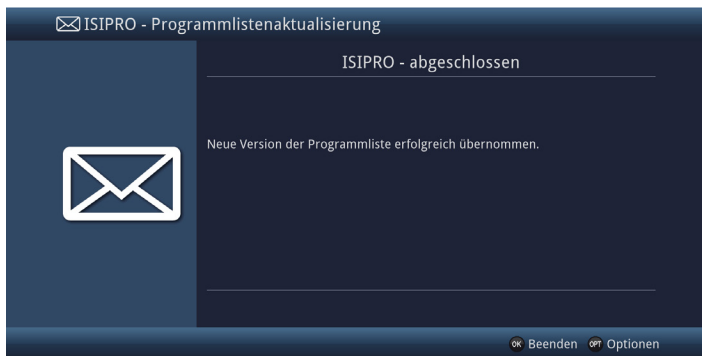 ISIPRO - Programmlistenaktualisierung
ISIPRO - abgeschlossen
Neue Version der Programmliste erfolgreich übernommen.
OK Beenden OPT Optionen